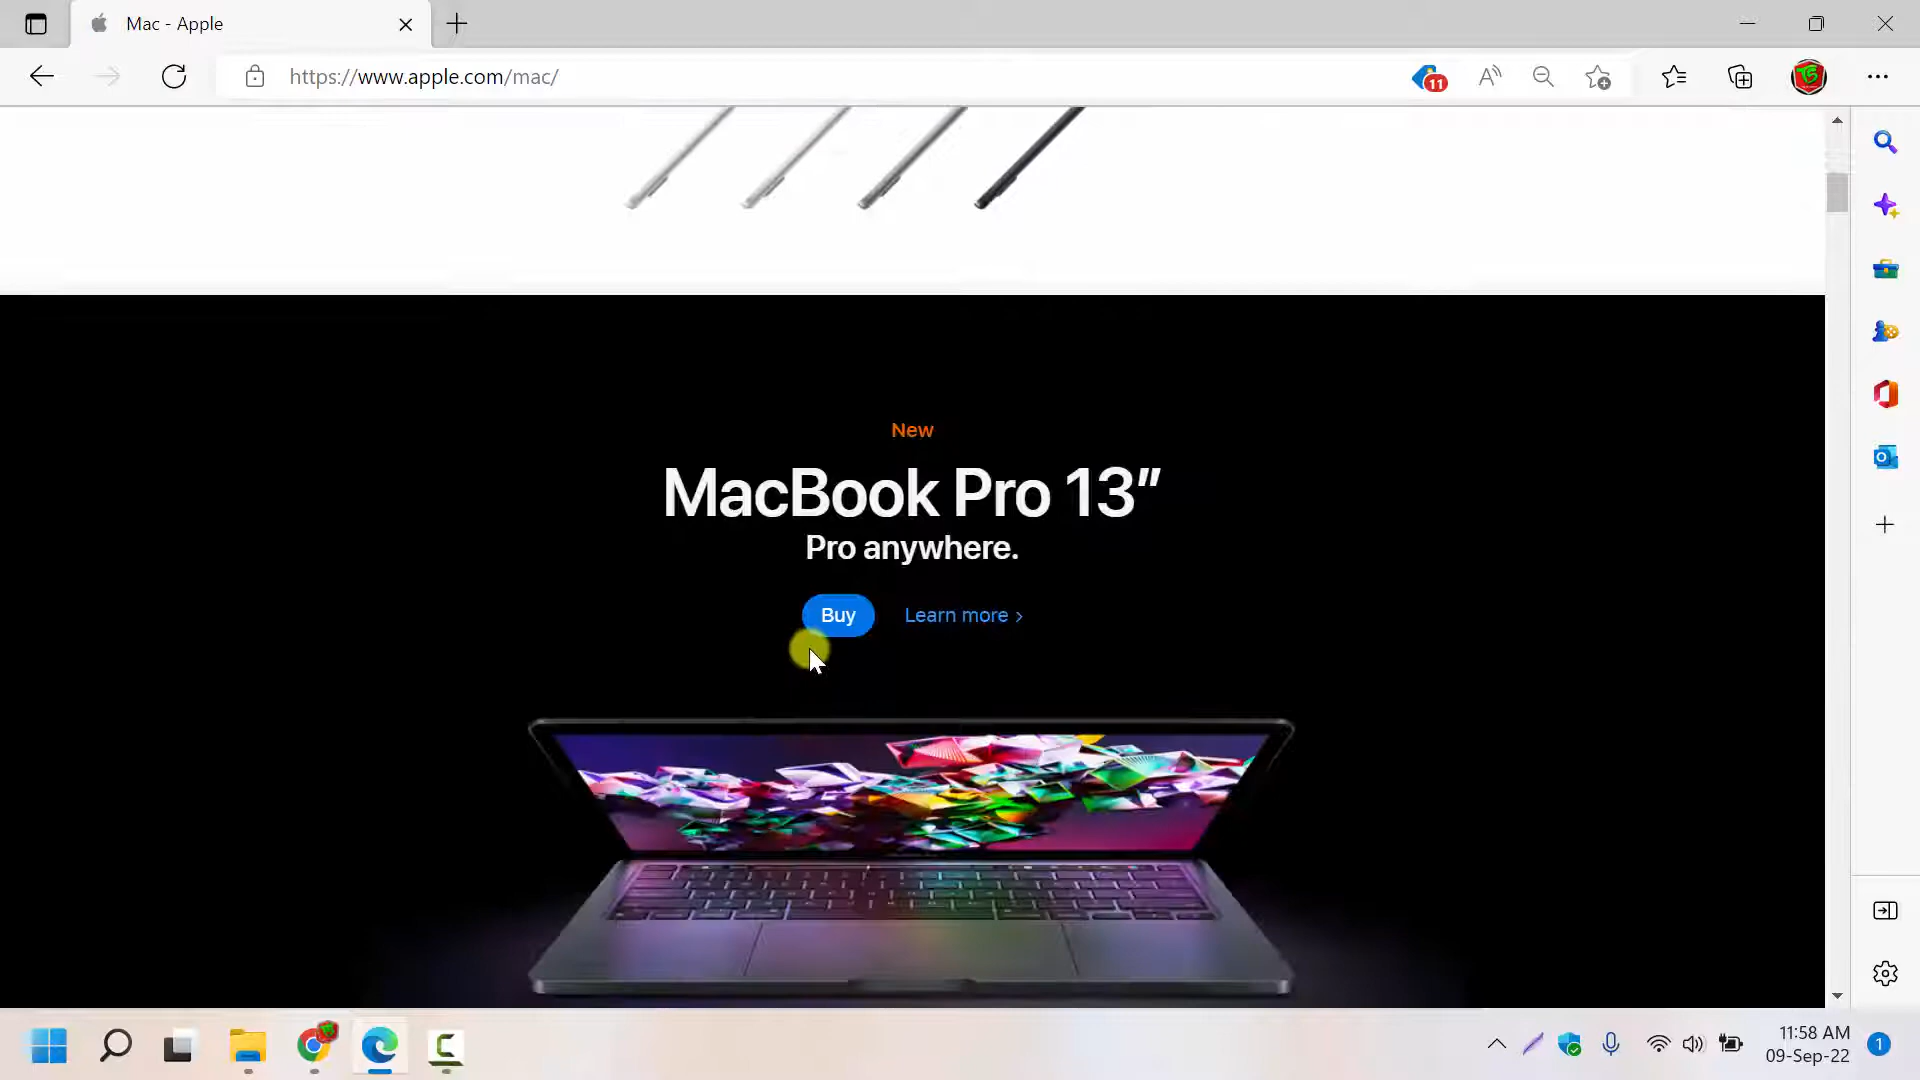 Mac - Apple
https://www.apple.com/mac/
11
New
MacBook Pro 13″
Pro anywhere.
Buy
Learn more >
11:58 AM
09-Sep-22
1